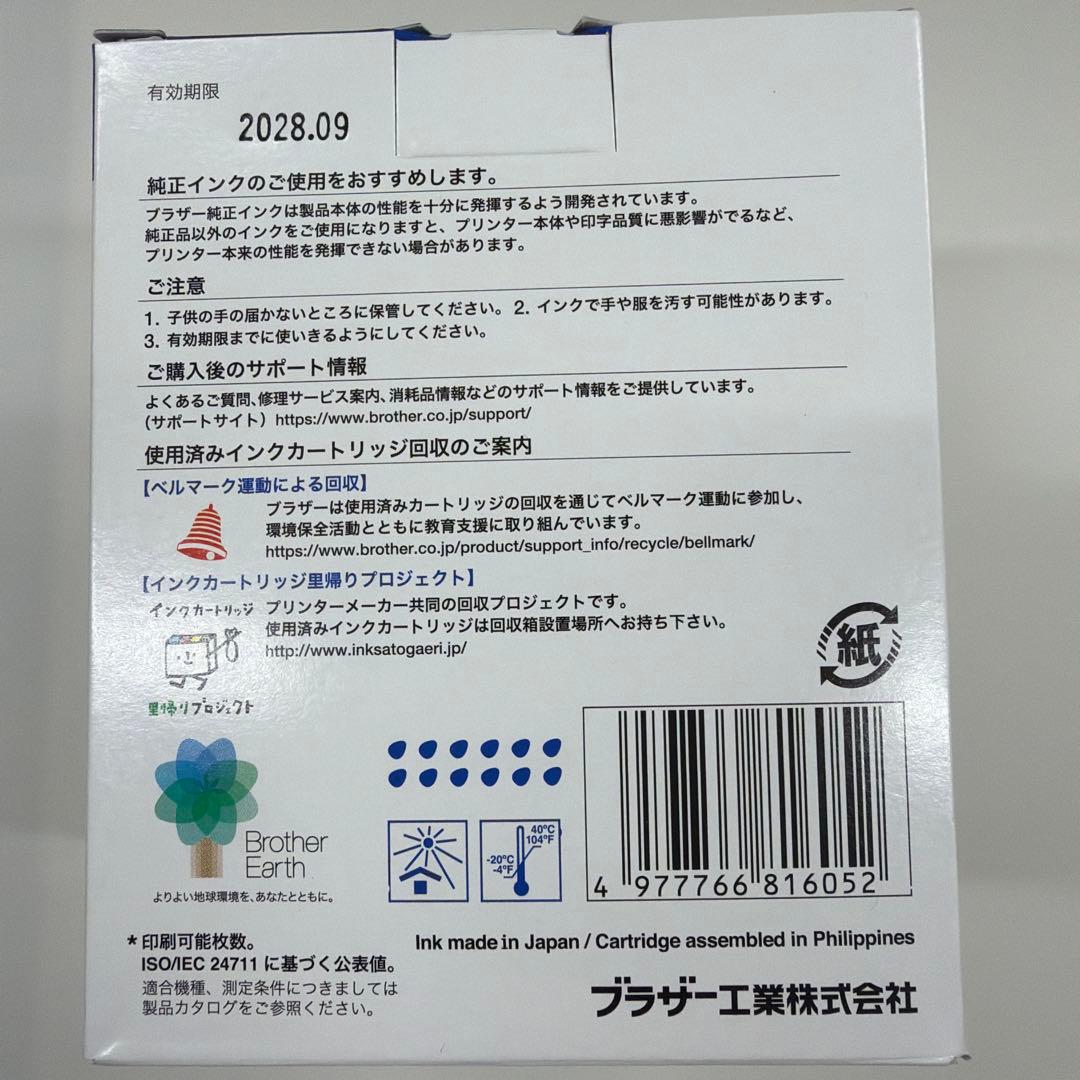 有効期限
2028.09
純正インクのご使用をおすすめします。
ブラザー純正インクは製品本体の性能を十分に発揮するよう開発されています。
純正品以外のインクをご使用になりますと、プリンター本体や印字品質に悪影響がでるなど、
プリンター本来の性能を発揮できない場合があります。
ご注意
1. 子供の手の届かないところに保管してください。2. インクで手や服を汚す可能性があります。
3. 有効期限までに使いきるようにしてください。
ご購入後のサポート情報
よくあるご質問、修理サービス案内、消耗品情報などのサポート情報をご提供しています。
（サポートサイト）https://www.brother.co.jp/support/
使用済みインクカートリッジ回収のご案内
【ベルマーク運動による回収】
ブラザーは使用済みカートリッジの回収を通じてベルマーク運動に参加し、
環境保全活動とともに教育支援に取り組んでいます。
https://www.brother.co.jp/product/support_info/recycle/bellmark/
【インクカートリッジ里帰りプロジェクト】
インクカートリッジ
里帰りプロジェクト
プリンターメーカー共同の回収プロジェクトです。
使用済みインクカートリッジは回収箱設置場所へお持ち下さい。
http://www.inksatogaeri.jp/
紙
Brother
Earth
よりよい地球環境を、あなたとともに。
40°C
104°F
-20°C
-4°F
4 977766 816052
*印刷可能枚数。
ISO/IEC 24711 に基づく公表値。
適合機種、測定条件につきましては
製品カタログをご参照ください。
Ink made in Japan / Cartridge assembled in Philippines
ブラザー工業株式会社